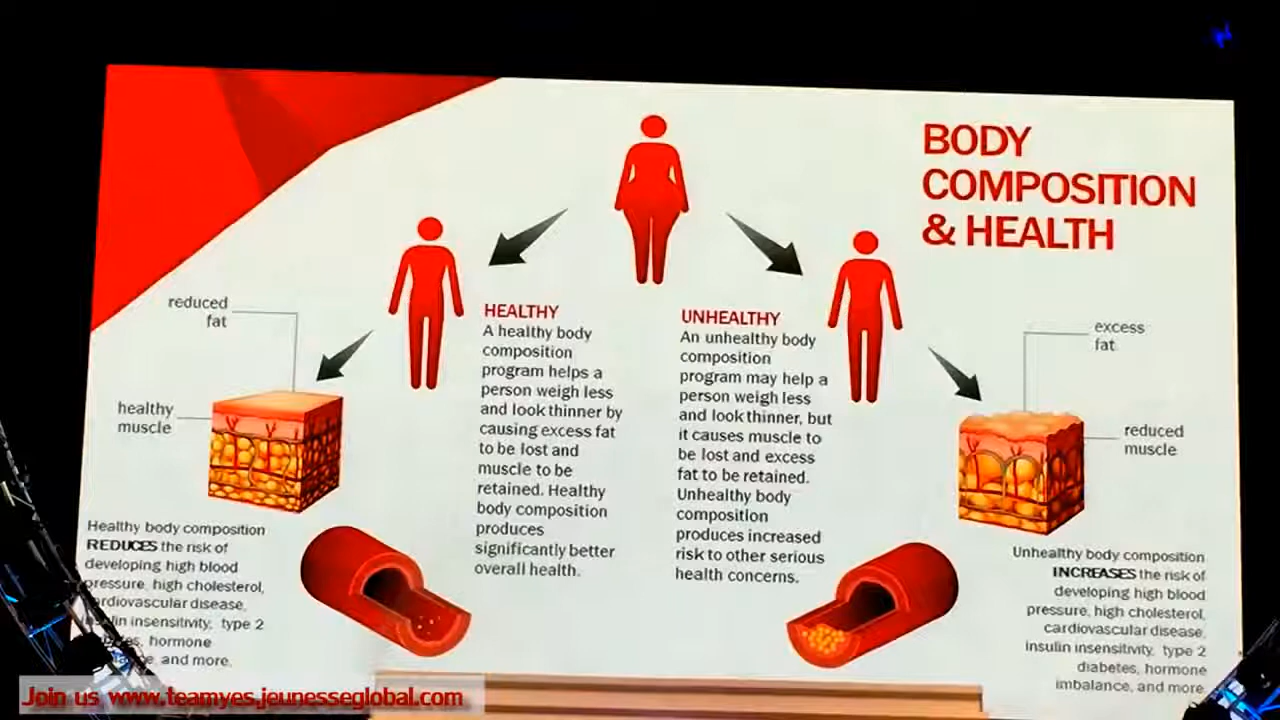 BODY
COMPOSITION
& HEALTH
reduced
fat
healthy
muscle
HEALTHY
A healthy body
composition
program helps a
person weigh less
and look thinner by
causing excess fat
to be lost and
muscle to be
retained. Healthy
body composition
produces
significantly better
overall health.
UNHEALTHY
An unhealthy body
composition
program may help a
person weigh less
and look thinner, but
it causes muscle to
be lost and excess
fat to be retained.
Unhealthy body
composition
produces increased
risk to other serious
health concerns.
excess
fat
reduced
muscle
Healthy body composition
REDUCES the risk of
developing high blood
pressure, high cholesterol,
cardiovascular disease,
insulin insensitivity, type 2
hormone
and more.
Unhealthy body composition
INCREASES the risk of
developing high blood
pressure, high cholesterol,
cardiovascular disease,
insulin insensitivity, type 2
diabetes, hormone
imbalance, and more.
Join us www.teamyes.jeunesseglobal.com